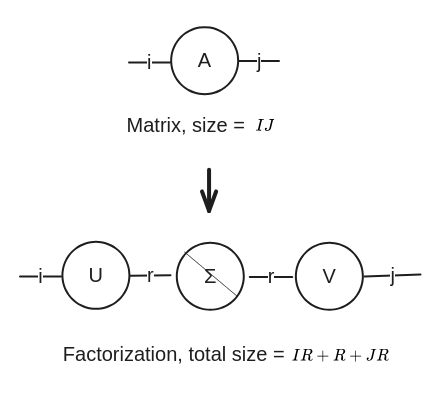 i A j
Matrix, size = IJ
i U r Σ r V j
Factorization, total size = IR + R + JR